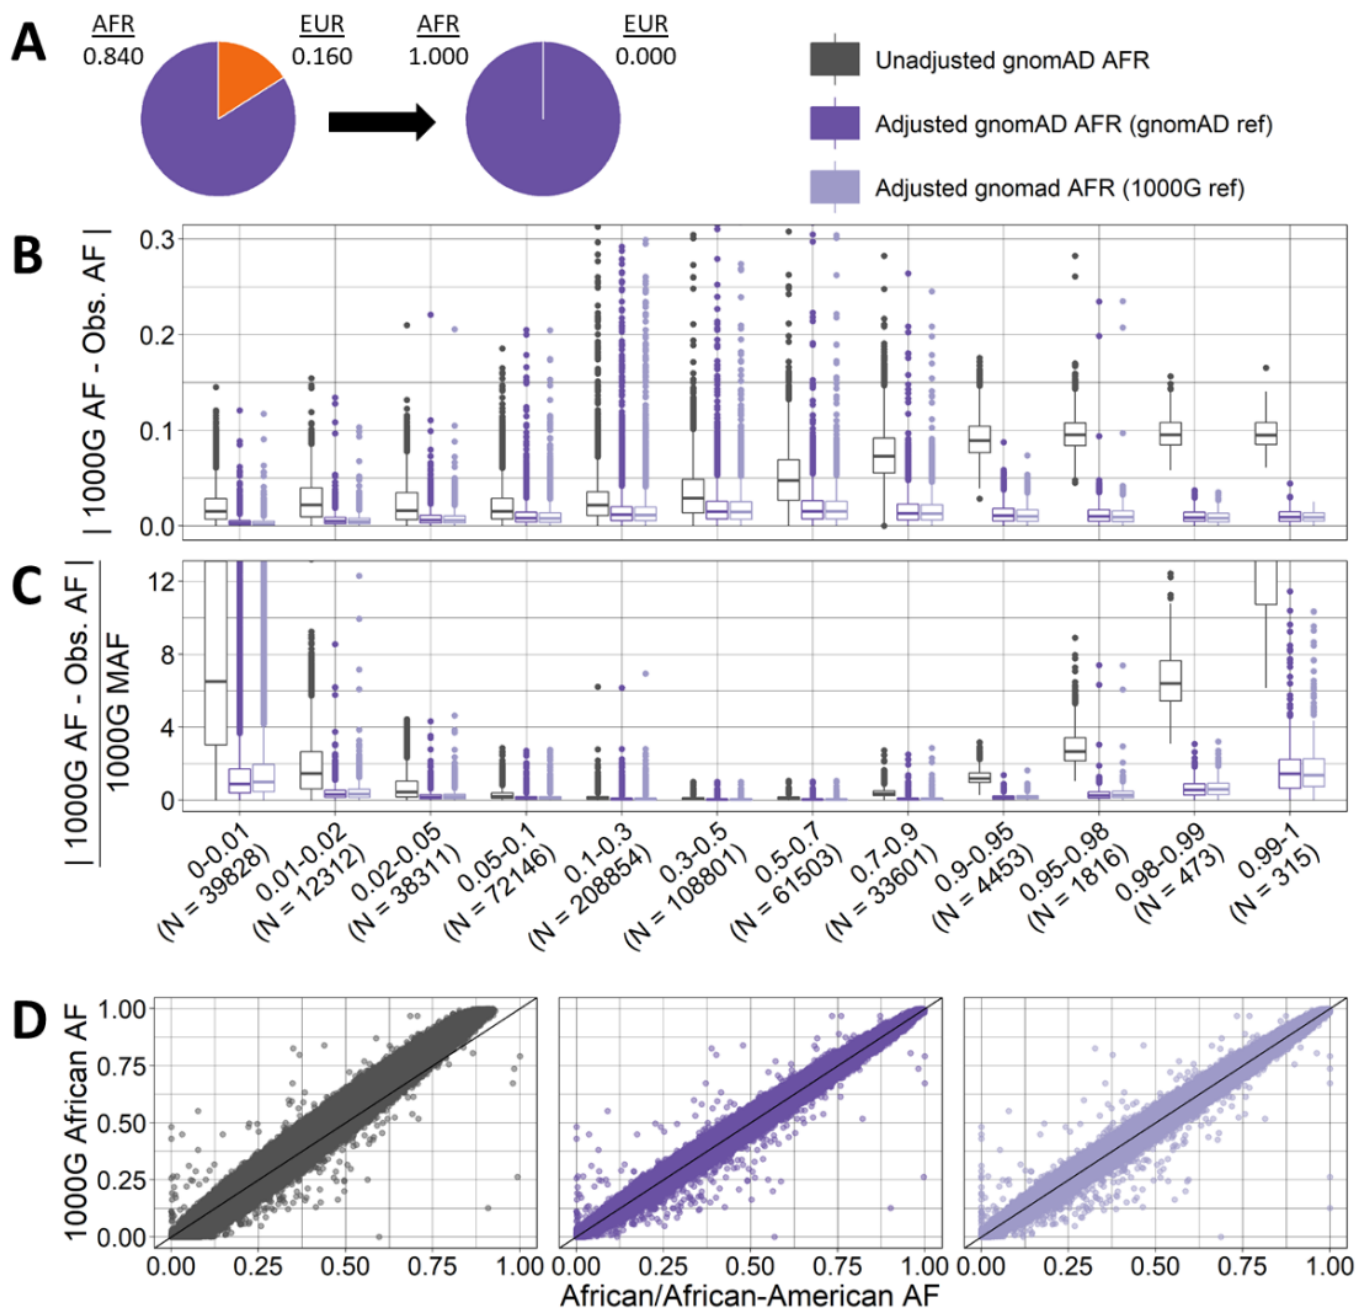 A
AFR
0.840
EUR
0.160
AFR
1.000
EUR
0.000
Unadjusted gnomAD AFR
Adjusted gnomAD AFR (gnomAD ref)
Adjusted gnomad AFR (1000G ref)
B
| 1000G AF - Obs. AF |
0.3
0.2
0.1
0.0
C
| 1000G AF - Obs. AF |
1000G MAF
12
8
4
0
0-0.01
(N = 39828)
0.01-0.02
(N = 12312)
0.02-0.05
(N = 38311)
0.05-0.1
(N = 72146)
0.1-0.3
(N = 208854)
0.3-0.5
(N = 108801)
0.5-0.7
(N = 61503)
0.7-0.9
(N = 33601)
0.9-0.95
(N = 4453)
0.95-0.98
(N = 1816)
0.98-0.99
(N = 473)
0.99-1
(N = 315)
D
1000G African AF
1.00
0.75
0.50
0.25
0.00
0.00 0.25 0.50 0.75 1.00
0.00 0.25 0.50 0.75 1.00
0.00 0.25 0.50 0.75 1.00
African/African-American AF